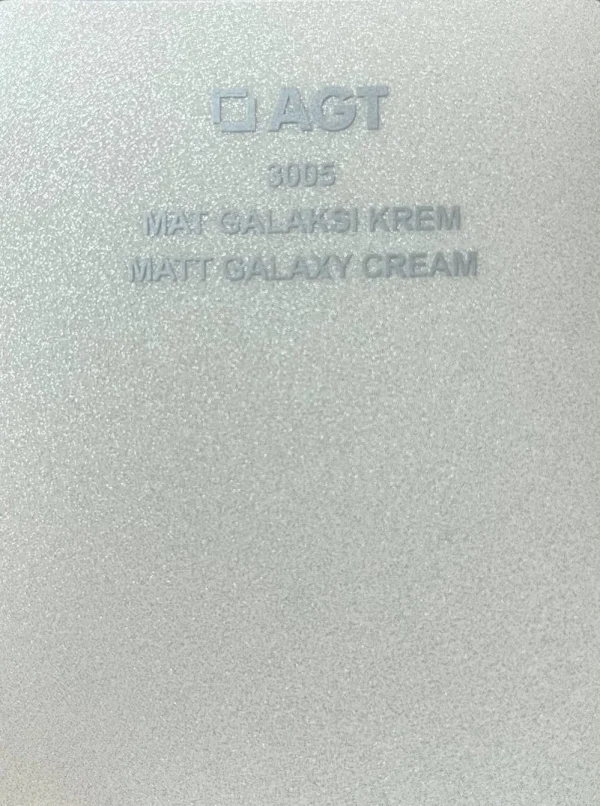 AGT
3005
MAT GALAKSI KREM
MATT GALAXY CREAM